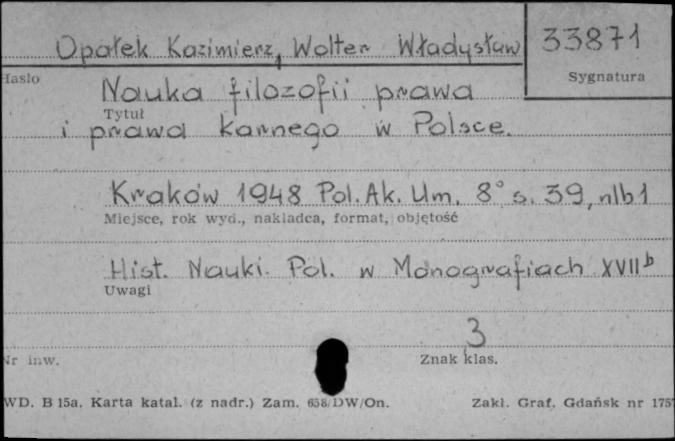 Opałek Kazimierz, Wolter Władysław 33871
Hasło Sygnatura
Nauka filozofii prawa
Tytuł
i prawa karnego w Polsce.
Kraków 1948 Pol. Ak. Um. 8° s. 39, nlb 1
Miejsce, rok wyd., nakładca, format, objętość
Hist. Nauki. Pol. w Monografiach XVII b
Uwagi
3
Nr inw. Znak klas.
WD. B 15a. Karta katal. (z nadr.) Zam. 658/DW/On. Zakł. Graf. Gdańsk nr 175